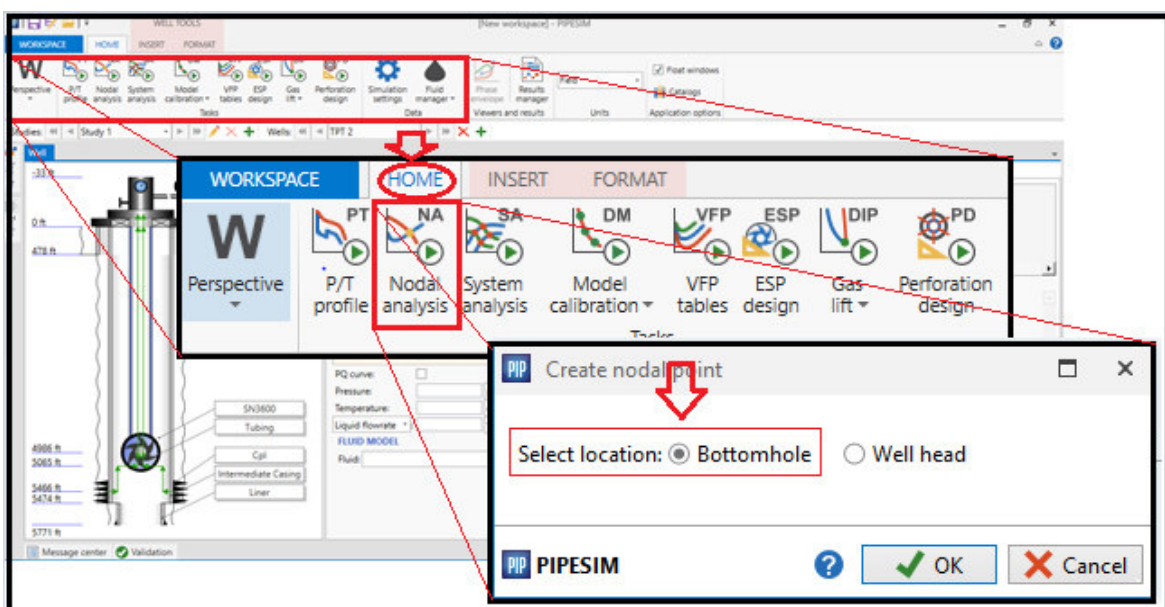 WELL TOOLS
[New workspace] - PIPESIM
WORKSPACE HOME INSERT FORMAT
W
Perspective P/T profile Nodal analysis System analysis Model calibration VFP tables ESP design Gas lift Perforation design Simulation settings Fluid manager Phase envelope Results manager Field Float windows Catalogs
Tasks Data Viewers and results Units Application options
Studies: Study 1 Wells: TPT 2
Well
-33 ft
0 ft
478 ft
WORKSPACE HOME INSERT FORMAT
W PT NA SA DM VFP ESP DIP PD
Perspective P/T Nodal System Model VFP ESP Gas Perforation
profile analysis analysis calibration tables design lift design
Tasks
PIP Create nodal point
Select location: Bottomhole Well head
PIP PIPESIM ? OK Cancel
PQ curve:
Pressure:
Temperature:
Liquid flowrate
FLUID MODEL
Fluid:
SN3600
Tubing
Cpl
Intermediate Casing
Liner
4986 ft
5065 ft
5466 ft
5474 ft
5771 ft
Message center Validation